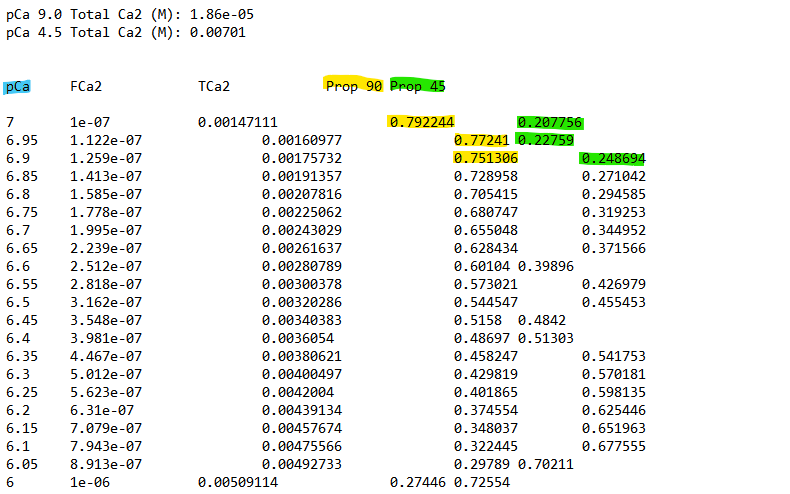 pCa 9.0 Total Ca2 (M): 1.86e-05
pCa 4.5 Total Ca2 (M): 0.00701
pCa FCa2 TCa2 Prop 90 Prop 45
7 1e-07 0.00147111 0.792244 0.207756
6.95 1.122e-07 0.00160977 0.77241 0.22759
6.9 1.259e-07 0.00175732 0.751306 0.248694
6.85 1.413e-07 0.00191357 0.728958 0.271042
6.8 1.585e-07 0.00207816 0.705415 0.294585
6.75 1.778e-07 0.00225062 0.680747 0.319253
6.7 1.995e-07 0.00243029 0.655048 0.344952
6.65 2.239e-07 0.00261637 0.628434 0.371566
6.6 2.512e-07 0.00280789 0.60104 0.39896
6.55 2.818e-07 0.00300378 0.573021 0.426979
6.5 3.162e-07 0.00320286 0.544547 0.455453
6.45 3.548e-07 0.00340383 0.5158 0.4842
6.4 3.981e-07 0.0036054 0.48697 0.51303
6.35 4.467e-07 0.00380621 0.458247 0.541753
6.3 5.012e-07 0.00400497 0.429819 0.570181
6.25 5.623e-07 0.0042004 0.401865 0.598135
6.2 6.31e-07 0.00439134 0.374554 0.625446
6.15 7.079e-07 0.00457674 0.348037 0.651963
6.1 7.943e-07 0.00475566 0.322445 0.677555
6.05 8.913e-07 0.00492733 0.29789 0.70211
6 1e-06 0.00509114 0.27446 0.72554